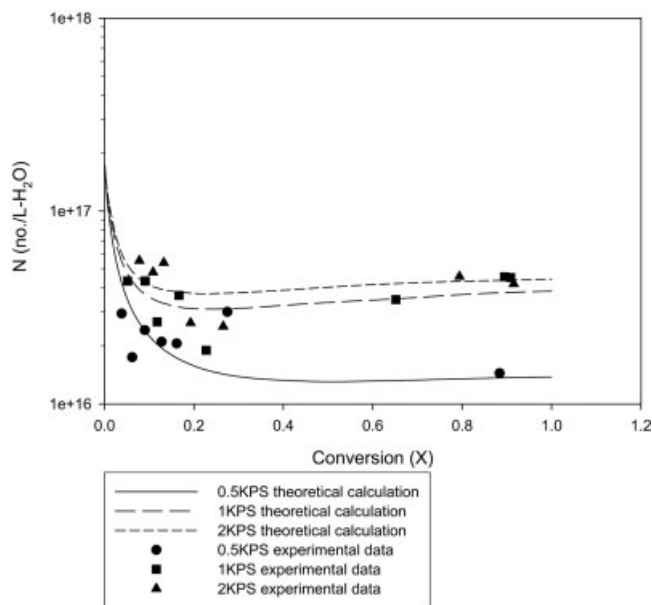 1e+18
1e+17
1e+16
N (no./L-H₂O)
0.0 0.2 0.4 0.6 0.8 1.0 1.2
Conversion (X)
0.5KPS theoretical calculation
1KPS theoretical calculation
2KPS theoretical calculation
0.5KPS experimental data
1KPS experimental data
2KPS experimental data